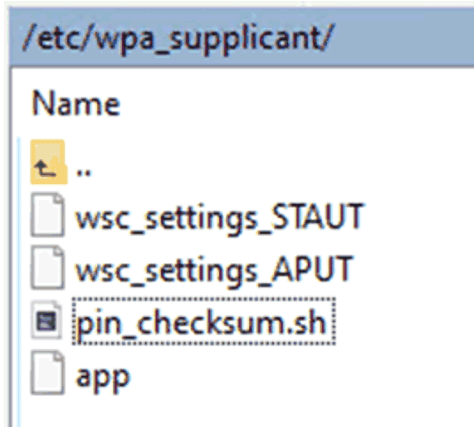 /etc/wpa_supplicant/
Name
..
wsc_settings_STAUT
wsc_settings_APUT
pin_checksum.sh
app